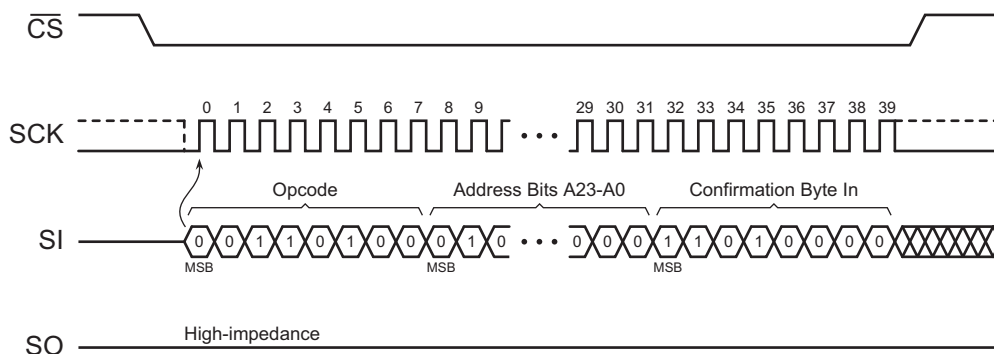 CS
0 1 2 3 4 5 6 7 8 9 29 30 31 32 33 34 35 36 37 38 39
SCK
Opcode Address Bits A23-A0 Confirmation Byte In
SI 0 0 1 1 0 1 0 0 0 1 0 0 0 0 1 1 0 1 0 0 0 0
MSB MSB MSB
High-impedance
SO